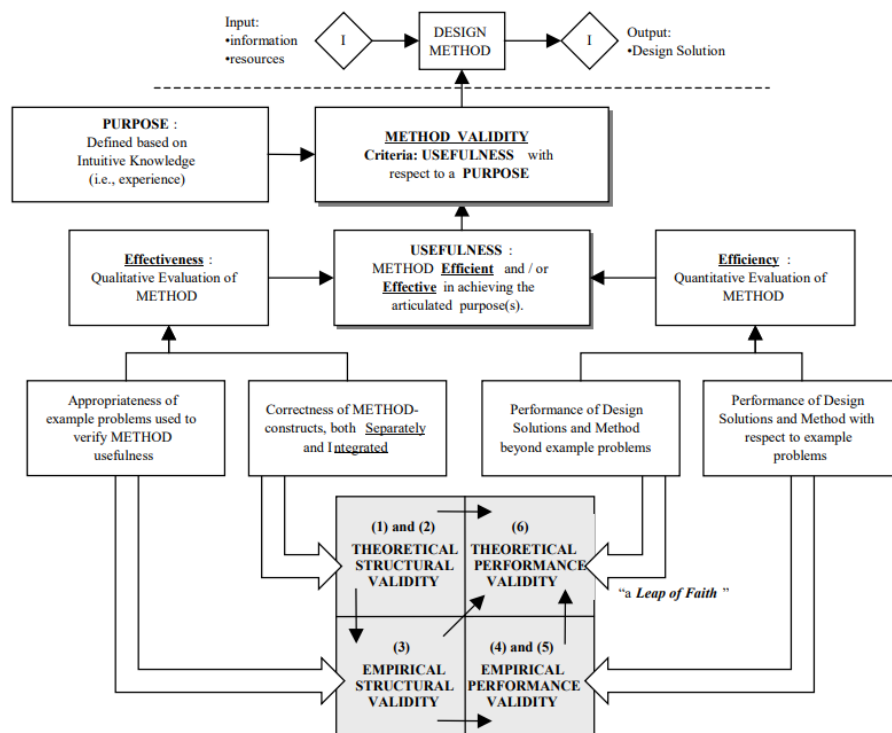 Input:
•information
•resources
I
DESIGN
METHOD
I
Output:
•Design Solution
PURPOSE :
Defined based on
Intuitive Knowledge
(i.e., experience)
METHOD VALIDITY
Criteria: USEFULNESS with
respect to a PURPOSE
Effectiveness :
Qualitative Evaluation of
METHOD
USEFULNESS :
METHOD Efficient and / or
Effective in achieving the
articulated purpose(s).
Efficiency :
Quantitative Evaluation of
METHOD
Appropriateness of
example problems used to
verify METHOD
usefulness
Correctness of METHOD-
constructs, both Separately
and Integrated
Performance of Design
Solutions and Method
beyond example problems
Performance of Design
Solutions and Method with
respect to example
problems
(1) and (2)
THEORETICAL
STRUCTURAL
VALIDITY
(6)
THEORETICAL
PERFORMANCE
VALIDITY
“a Leap of Faith ”
(3)
EMPIRICAL
STRUCTURAL
VALIDITY
(4) and (5)
EMPIRICAL
PERFORMANCE
VALIDITY